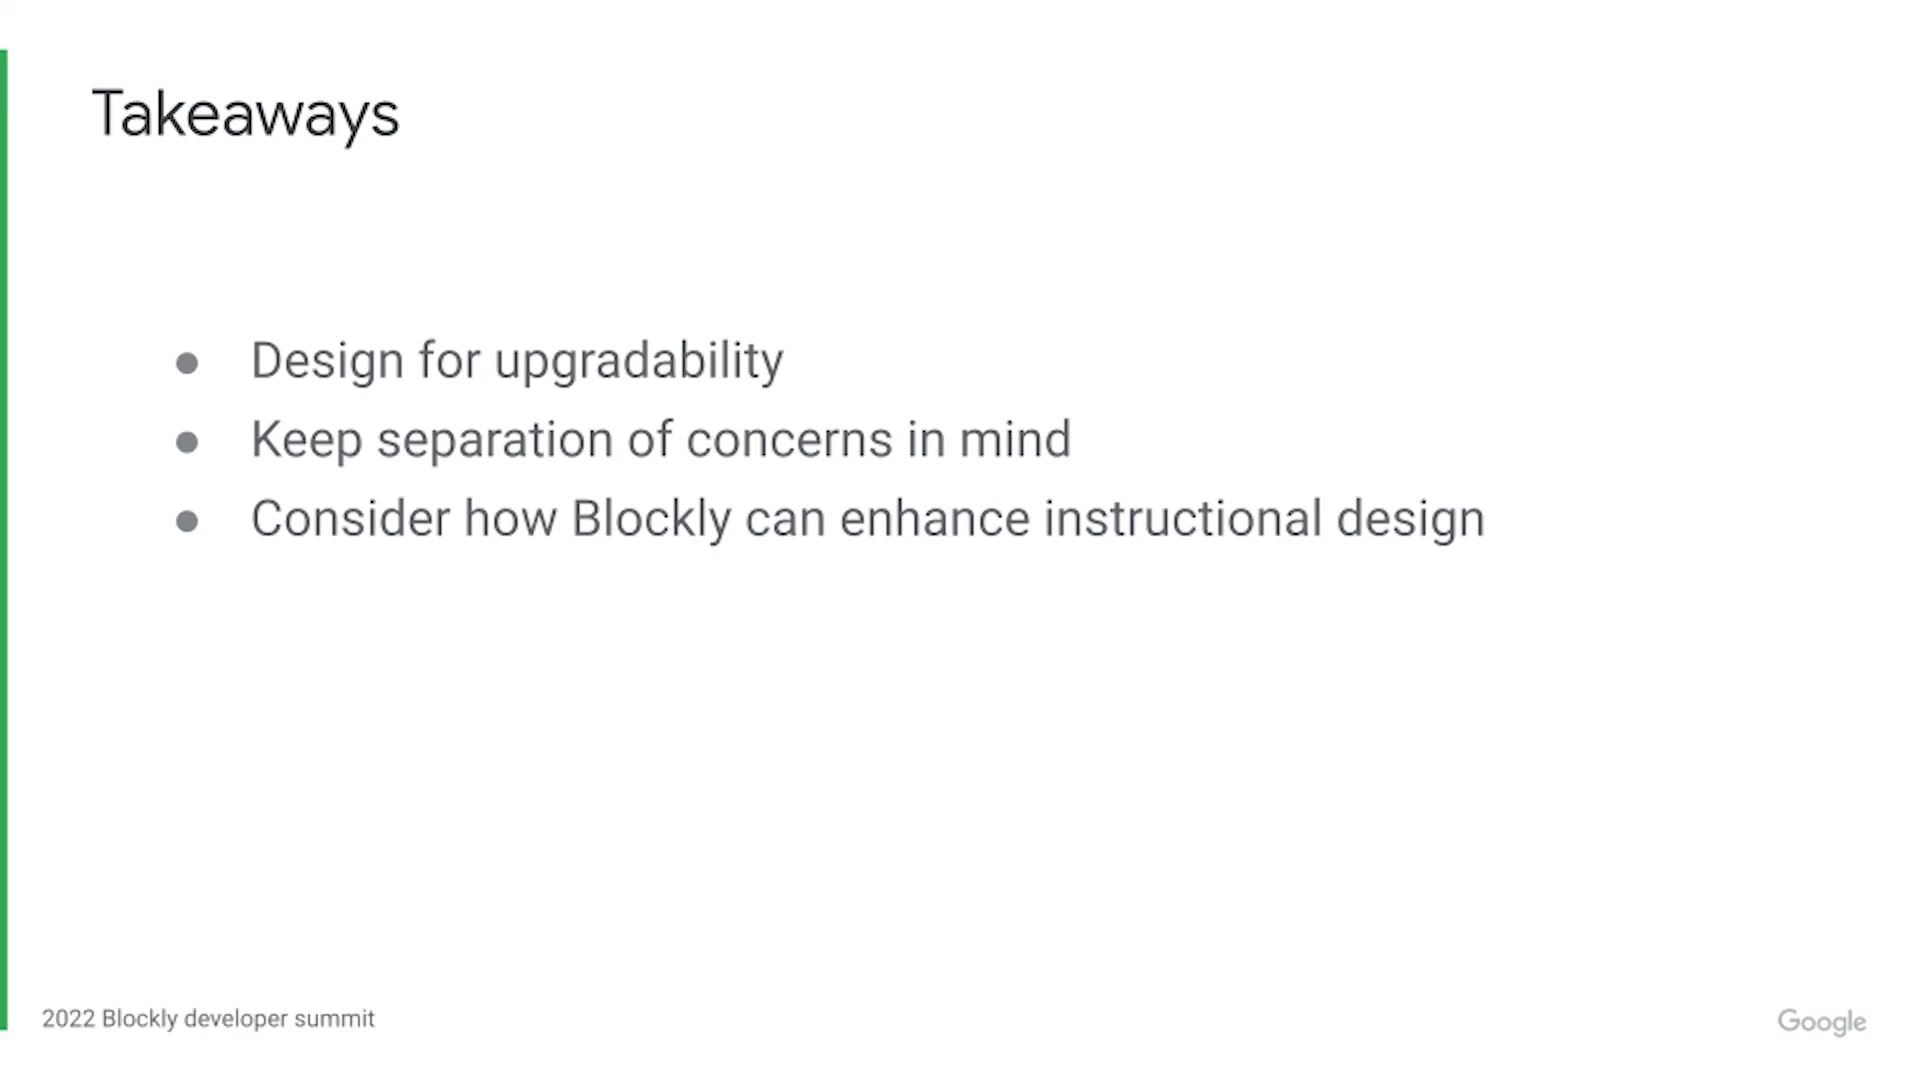 Takeaways
● Design for upgradability
● Keep separation of concerns in mind
● Consider how Blockly can enhance instructional design
2022 Blockly developer summit
Google